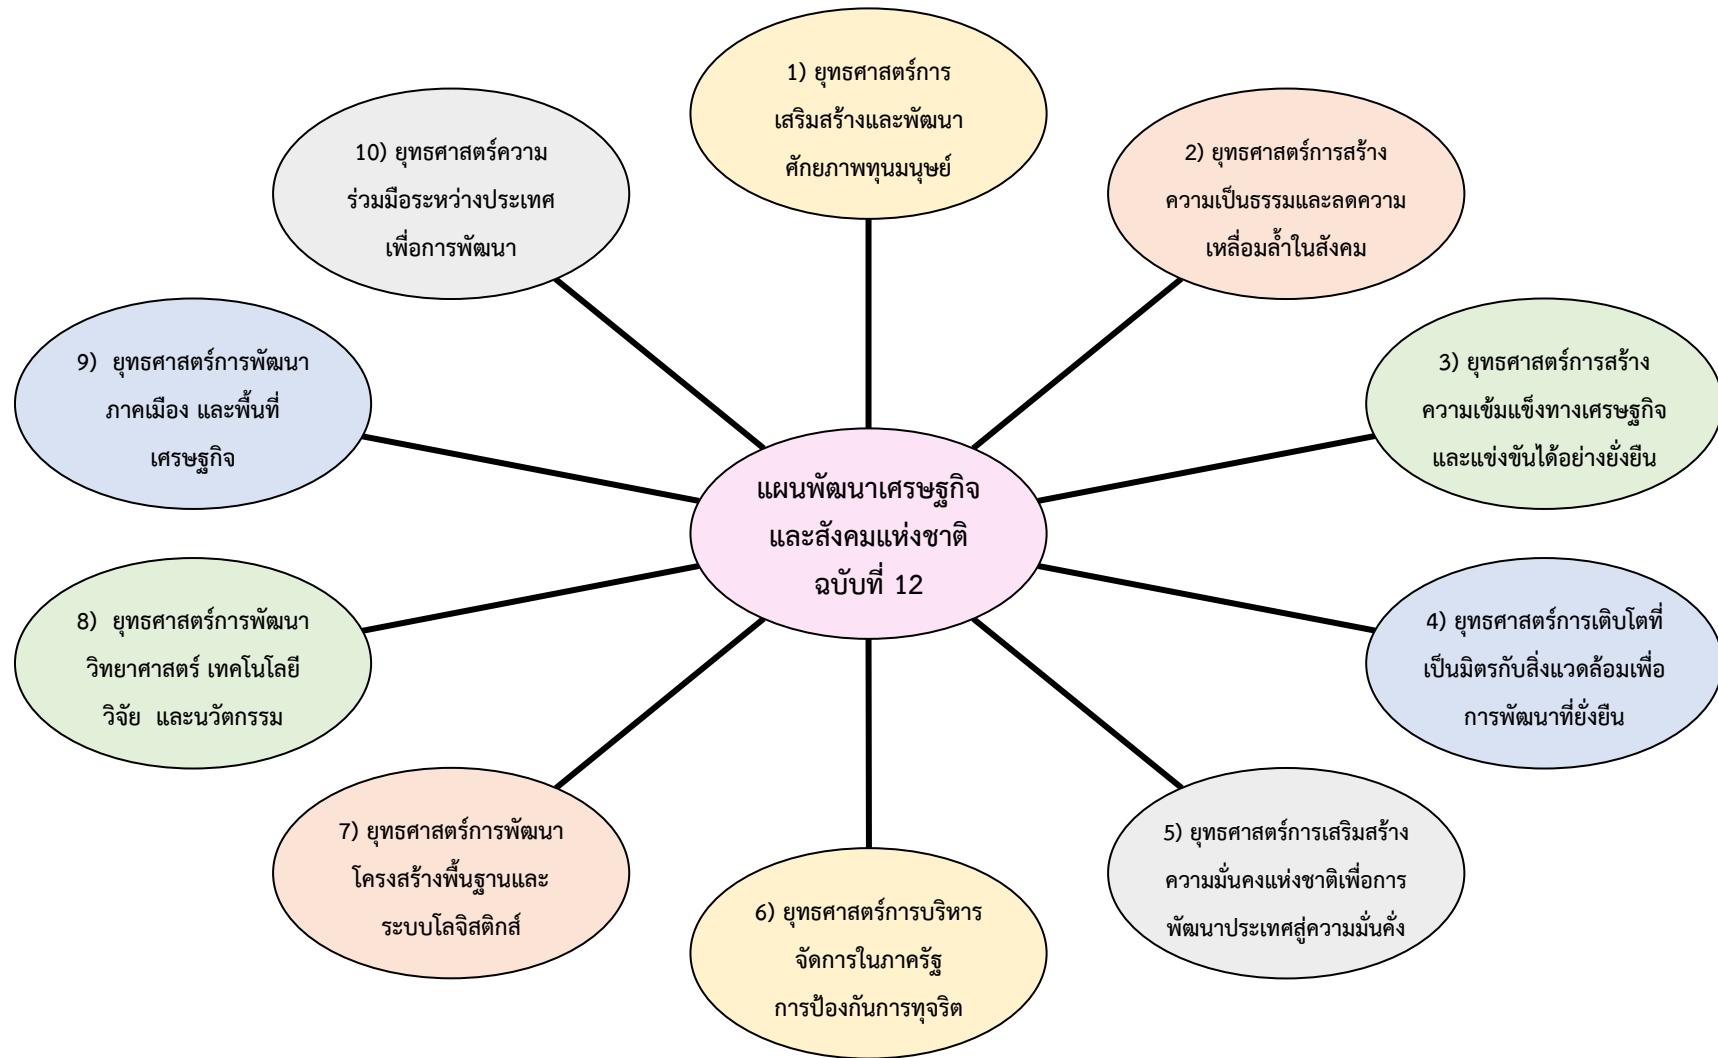 1) ยุทธศาสตร์การ
เสริมสร้างและพัฒนา
ศักยภาพทุนมนุษย์
2) ยุทธศาสตร์การสร้าง
ความเป็นธรรมและลดความ
เหลื่อมล้ำในสังคม
3) ยุทธศาสตร์การสร้าง
ความเข้มแข็งทางเศรษฐกิจ
และแข่งขันได้อย่างยั่งยืน
4) ยุทธศาสตร์การเติบโตที่
เป็นมิตรกับสิ่งแวดล้อมเพื่อ
การพัฒนาที่ยั่งยืน
5) ยุทธศาสตร์การเสริมสร้าง
ความมั่นคงแห่งชาติเพื่อการ
พัฒนาประเทศสู่ความมั่นคั่ง
6) ยุทธศาสตร์การบริหาร
จัดการในภาครัฐ
การป้องกันการทุจริต
7) ยุทธศาสตร์การพัฒนา
โครงสร้างพื้นฐานและ
ระบบโลจิสติกส์
8) ยุทธศาสตร์การพัฒนา
วิทยาศาสตร์ เทคโนโลยี
วิจัย และนวัตกรรม
9) ยุทธศาสตร์การพัฒนา
ภาคเมือง และพื้นที่
เศรษฐกิจ
10) ยุทธศาสตร์ความ
ร่วมมือระหว่างประเทศ
เพื่อการพัฒนา
แผนพัฒนาเศรษฐกิจ
และสังคมแห่งชาติ
ฉบับที่ 12